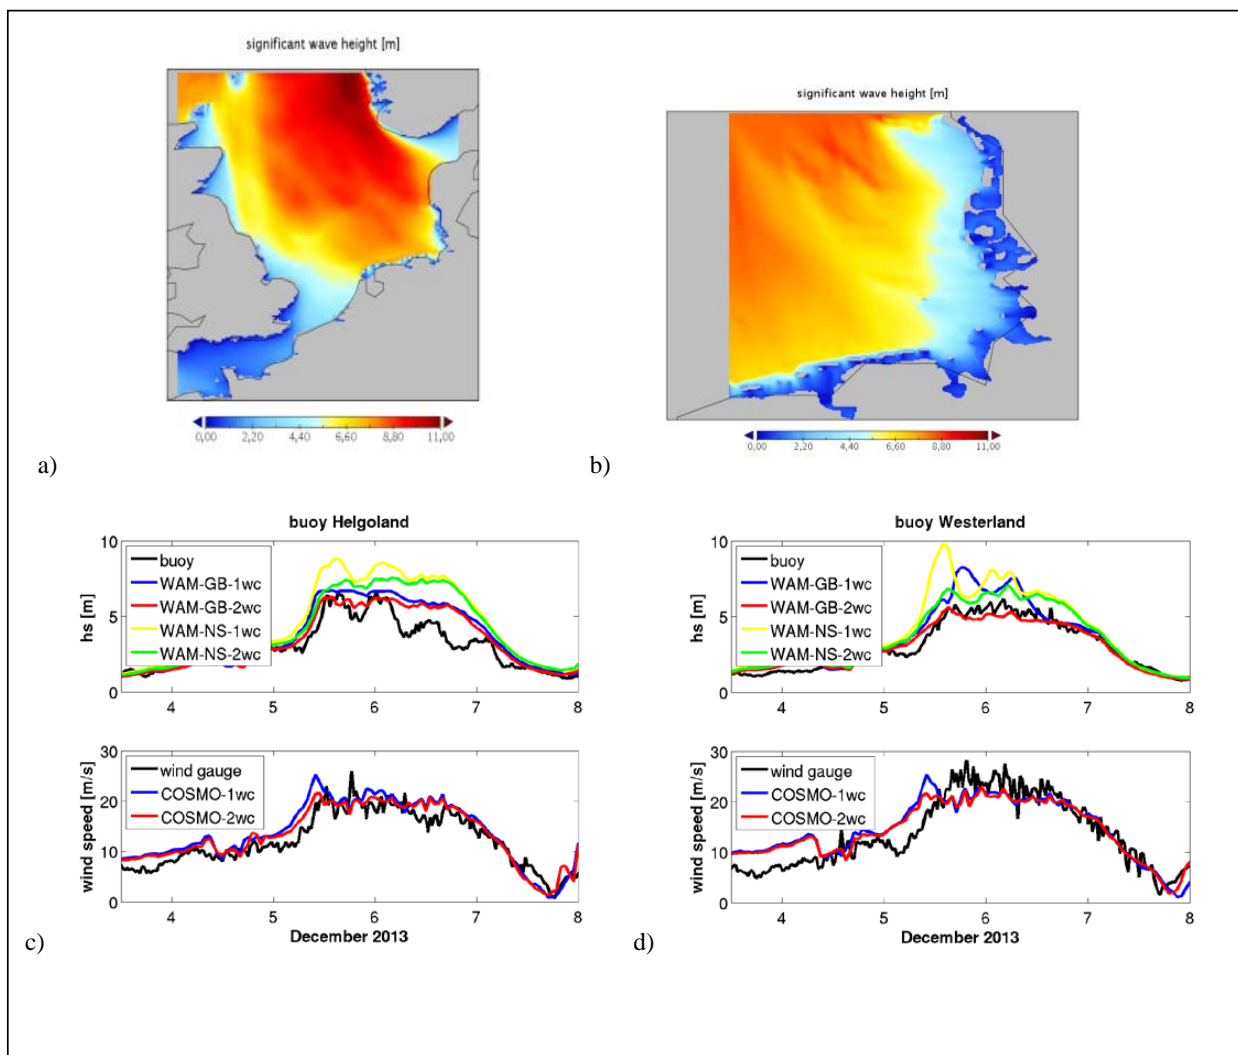 significant wave height [m]
significant wave height [m]
0,00 2,20 4,40 6,60 8,80 11,00
0,00 2,20 4,40 6,60 8,80 11,00
a)
b)
buoy Helgoland
10
5
0
hs [m]
buoy
WAM-GB-1wc
WAM-GB-2wc
WAM-NS-1wc
WAM-NS-2wc
4 5 6 7 8
buoy Westerland
10
5
0
hs [m]
buoy
WAM-GB-1wc
WAM-GB-2wc
WAM-NS-1wc
WAM-NS-2wc
4 5 6 7 8
30
20
10
0
wind speed [m/s]
wind gauge
COSMO-1wc
COSMO-2wc
4 5 6 7 8
December 2013
c)
30
20
10
0
wind speed [m/s]
wind gauge
COSMO-1wc
COSMO-2wc
4 5 6 7 8
December 2013
d)